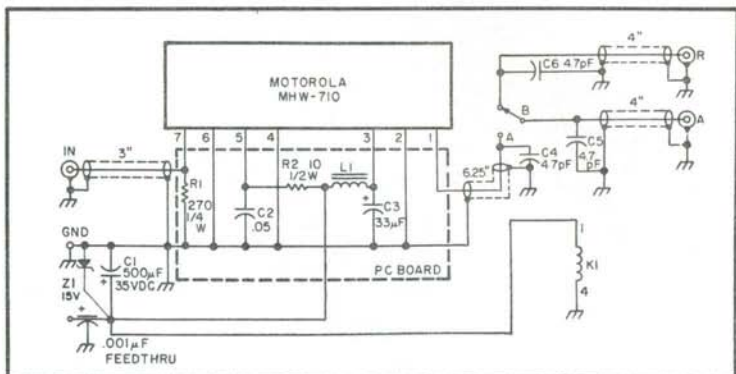 MOTOROLA
MHW-710
7 6 5 4 3 2 1
IN
3"
R1
270
1/4
W
R2 10
1/2W
L1
C2
.05
C3
+
33µF
6.25"
A
C4
47pF
B
C6 47pF
4"
R
4"
A
C5
47
pF
GND
C1
500µF
35VDC
+
Z1
15V
+
.001µF
FEEDTHRU
PC BOARD
1
K1
4